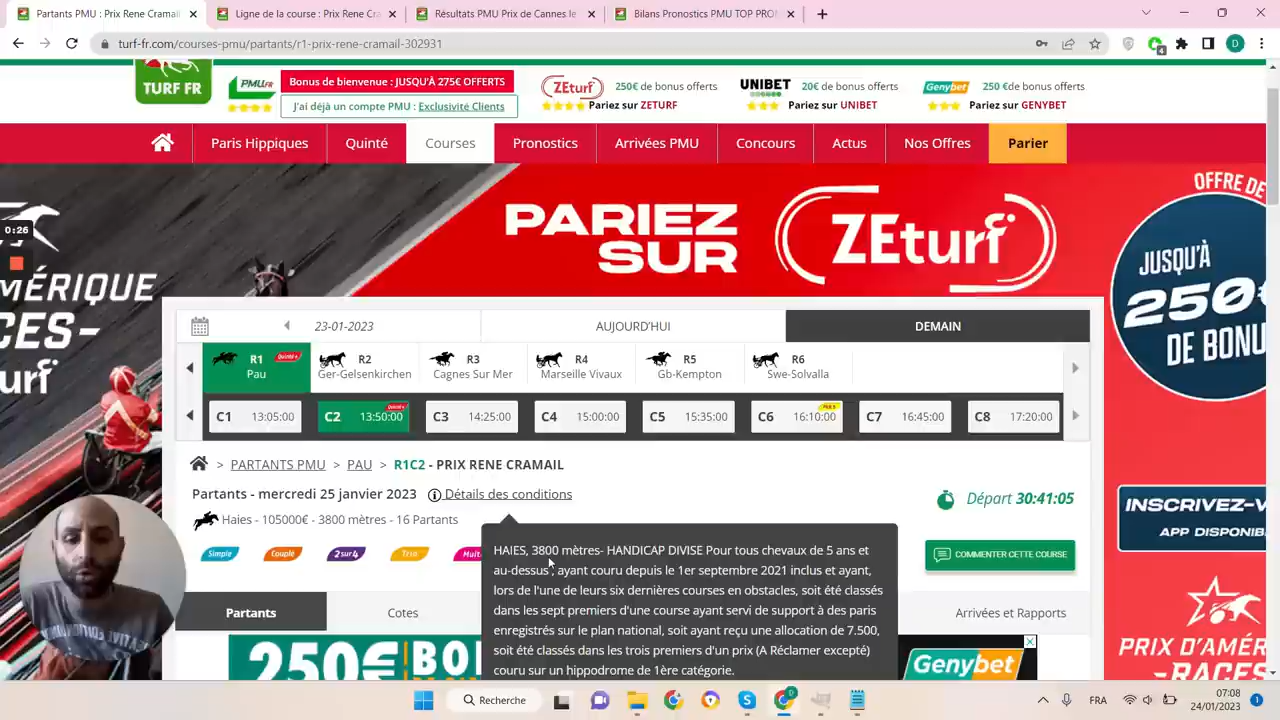 Pronostics PMU Turf FR
Ligne du Prix Rene Cra
Résultats PMU de Cannes
Bilans Pronostics PMU TOP PRO
turf-fr.com/courses-pmu/partants/r1-prix-rene-cramail-302931
4
D
TURF FR
PMU.fr
Bonus de bienvenue : JUSQU'À 275€ OFFERTS
J'ai déjà un compte PMU : Exclusivité Clients
ZEturf
250€ de bonus offerts
Pariez sur ZETURF
UNIBET
20€ de bonus offerts
Pariez sur UNIBET
Genybet
250 €de bonus offerts
Pariez sur GENYBET
Paris Hippiques
Quinté
Courses
Pronostics
Arrivées PMU
Concours
Actus
Nos Offres
Parier
0:26
MÉRIQUE
ACES-
urf
PARIEZ
SUR
ZEturf
OFFRE DE
JUSQU'À
250€
DE BONU
23-01-2023
AUJOURD'HUI
DEMAIN
R1
Quinté+
Pau
R2
Ger-Gelsenkirchen
R3
Cagnes Sur Mer
R4
Marseille Vivaux
R5
Gb-Kempton
R6
Swe-Solvalla
C1 13:05:00
C2 13:50:00
Quinté+
C3 14:25:00
C4 15:00:00
C5 15:35:00
C6 16:10:00
C7 16:45:00
C8 17:20:00
> PARTANTS PMU > PAU > R1C2 - PRIX RENE CRAMAIL
Partants - mercredi 25 janvier 2023
Détails des conditions
Départ 30:41:05
Haies - 105000€ - 3800 mètres - 16 Partants
Simple
Couplé
2sur4
Trio
Mult
HAIES, 3800 mètres- HANDICAP DIVISE Pour tous chevaux de 5 ans et
au-dessus , ayant couru depuis le 1er septembre 2021 inclus et ayant,
lors de l'une de leurs six dernières courses en obstacles, soit été classés
dans les sept premiers d'une course ayant servi de support à des paris
enregistrés sur le plan national, soit ayant reçu une allocation de 7.500,
soit été classés dans les trois premiers d'un prix (A Réclamer excepté)
couru sur un hippodrome de 1ère catégorie.
COMMENTER CETTE COURSE
INSCRIVEZ-V
APP DISPONIB
Partants
Cotes
Arrivées et Rapports
250€
BO
Genybet
PRIX D'AMÉR
-RACES-
Recherche
FRA
07:08
24/01/2023